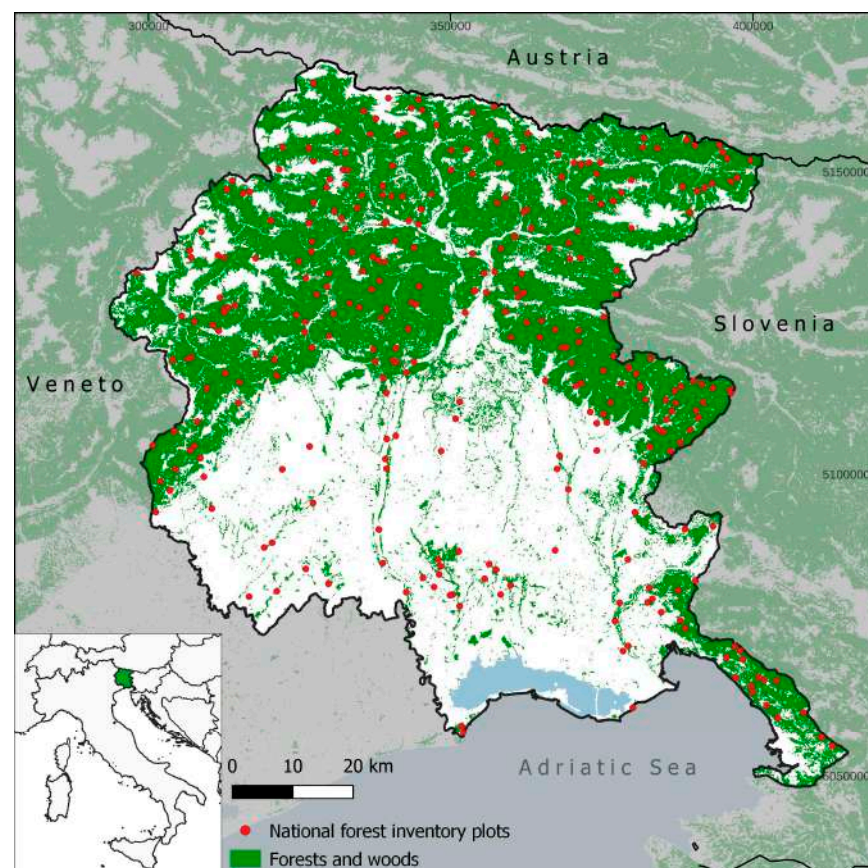 300000
350000
400000
Austria
5150000
Slovenia
Veneto
5100000
0 10 20 km
Adriatic Sea
5050000
National forest inventory plots
Forests and woods